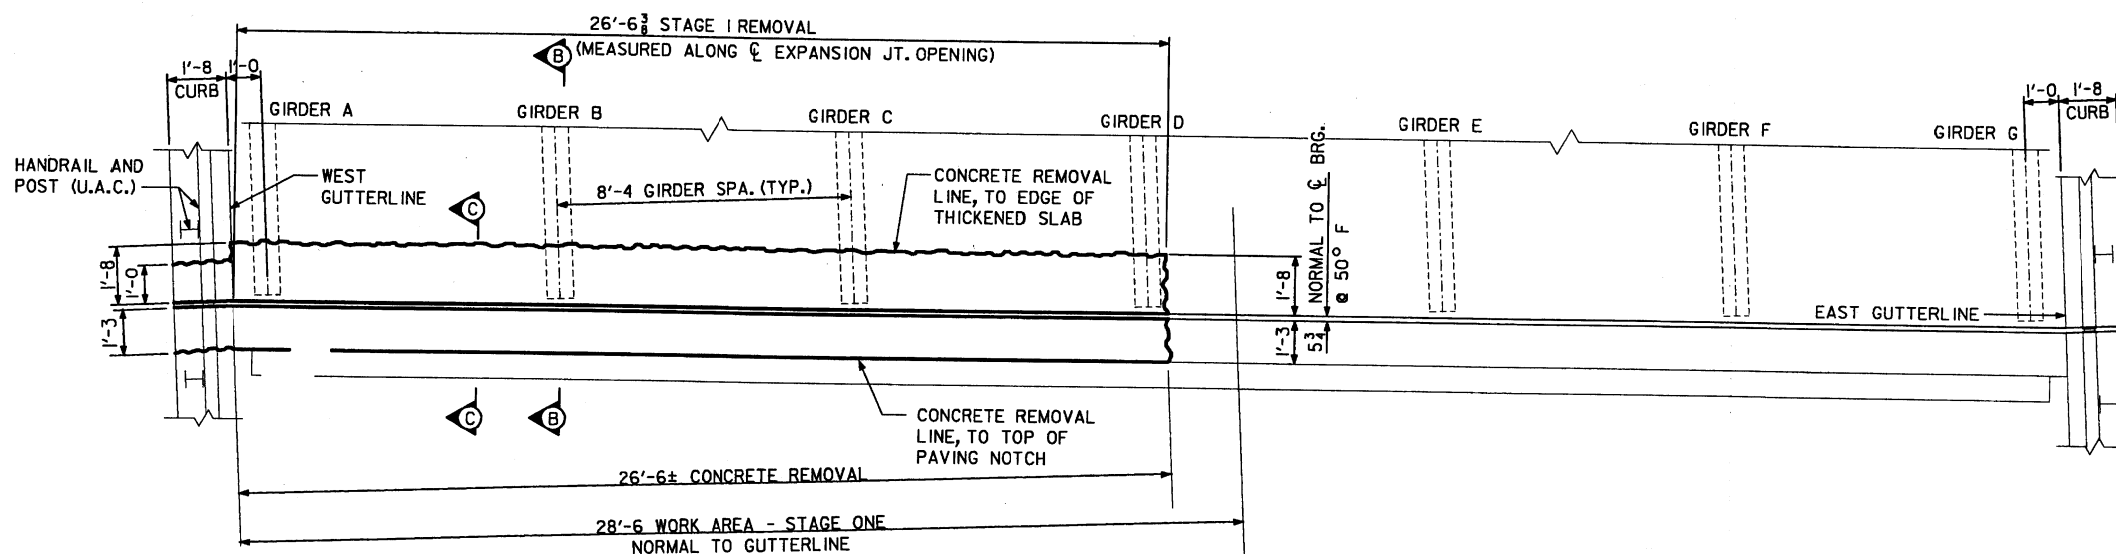 26'-6 3/8 STAGE I REMOVAL
(MEASURED ALONG ℄ EXPANSION JT. OPENING)
B
1'-8
CURB
1'-0
1'-0
1'-8
CURB
GIRDER A
GIRDER B
GIRDER C
GIRDER D
GIRDER E
GIRDER F
GIRDER G
HANDRAIL AND
POST (U.A.C.)
WEST
GUTTERLINE
C
8'-4 GIRDER SPA. (TYP.)
CONCRETE REMOVAL
LINE, TO EDGE OF
THICKENED SLAB
NORMAL TO ℄ BRG.
@ 50° F
5 3/4
1'-8
1'-0
1'-3
1'-8
1'-3
EAST GUTTERLINE
C
B
CONCRETE REMOVAL
LINE, TO TOP OF
PAVING NOTCH
26'-6± CONCRETE REMOVAL
28'-6 WORK AREA - STAGE ONE
NORMAL TO GUTTERLINE